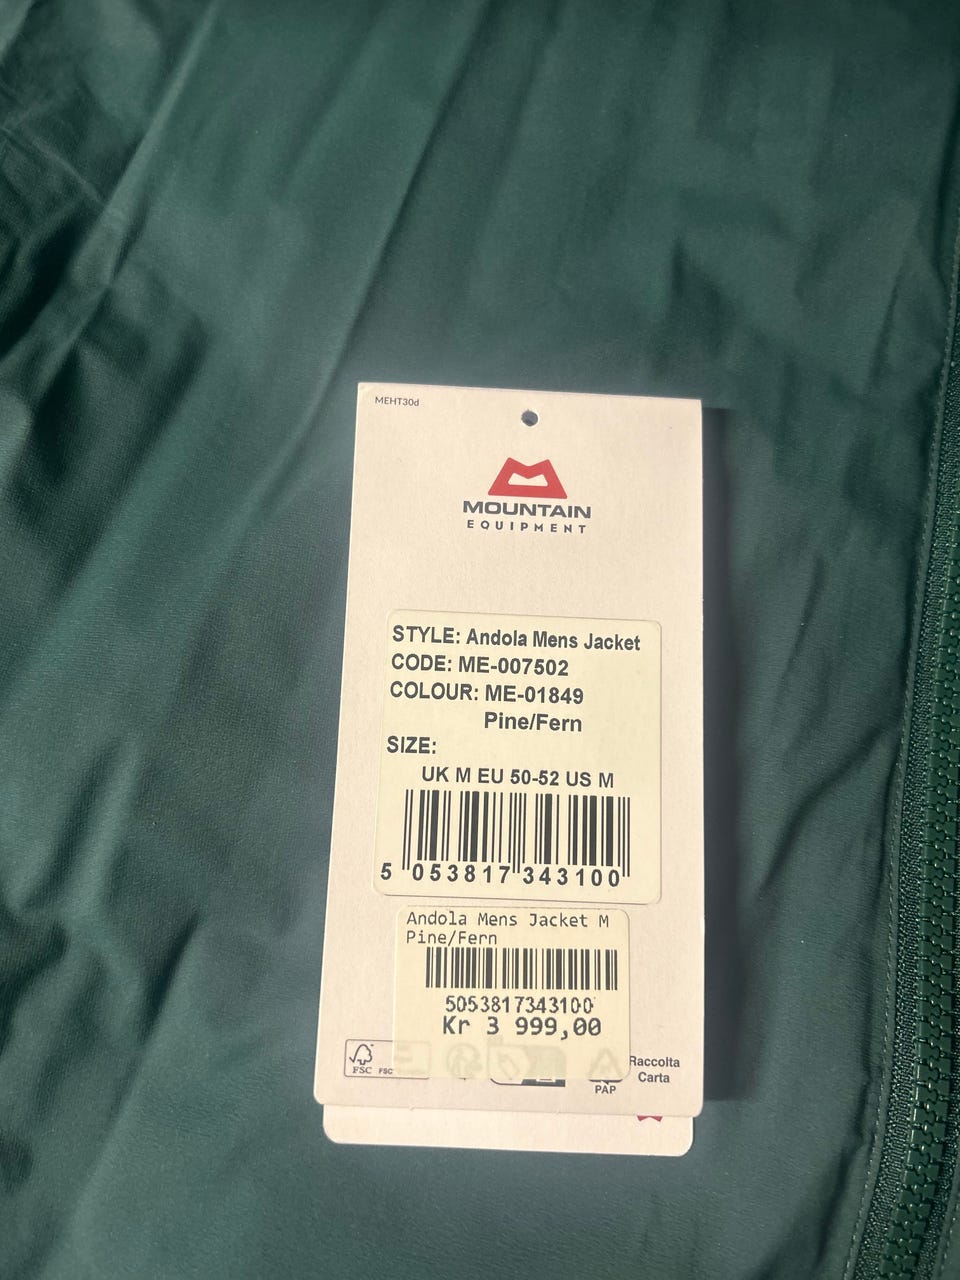 MEHT30d
MOUNTAIN
EQUIPMENT
STYLE: Andola Mens Jacket
CODE: ME-007502
COLOUR: ME-01849
Pine/Fern
SIZE:
UK M EU 50-52 US M
5 053817 343100
Andola Mens Jacket M
Pine/Fern
5053817343100
Kr 3 999,00
FSC FSC
PAP
Raccolta
Carta